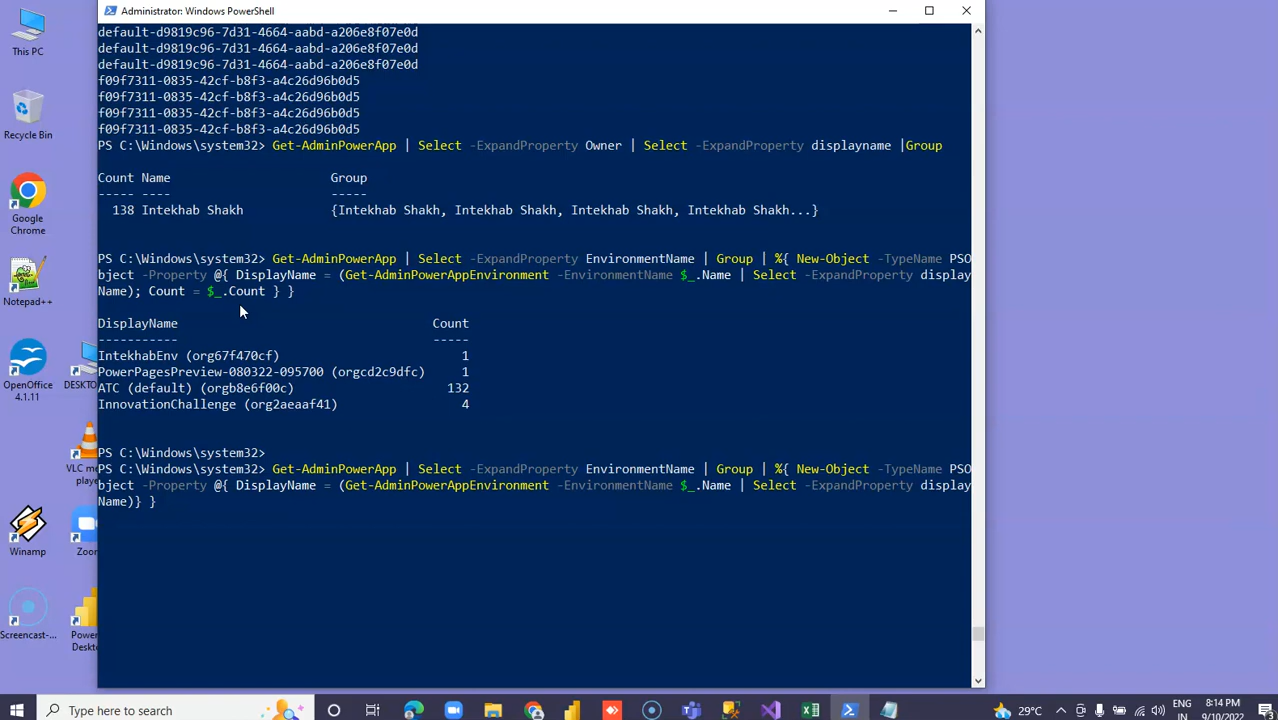 Administrator: Windows PowerShell
This PC
Recycle Bin
Google
Chrome
Notepad++
OpenOffice
4.1.11
DESKTO
VLC me
player
Winamp
Zoom
Screencast-...
Power
Deskto
default-d9819c96-7d31-4664-aabd-a206e8f07e0d
default-d9819c96-7d31-4664-aabd-a206e8f07e0d
default-d9819c96-7d31-4664-aabd-a206e8f07e0d
f09f7311-0835-42cf-b8f3-a4c26d96b0d5
f09f7311-0835-42cf-b8f3-a4c26d96b0d5
f09f7311-0835-42cf-b8f3-a4c26d96b0d5
f09f7311-0835-42cf-b8f3-a4c26d96b0d5
PS C:\Windows\system32> Get-AdminPowerApp | Select -ExpandProperty Owner | Select -ExpandProperty displayname |Group
Count Name Group
----- ---- -----
138 Intekhab Shakh {Intekhab Shakh, Intekhab Shakh, Intekhab Shakh, Intekhab Shakh...}
PS C:\Windows\system32> Get-AdminPowerApp | Select -ExpandProperty EnvironmentName | Group | %{ New-Object -TypeName PSO
bject -Property @{ DisplayName = (Get-AdminPowerAppEnvironment -EnvironmentName $_.Name | Select -ExpandProperty display
Name); Count = $_.Count } }
DisplayName Count
----------- -----
IntekhabEnv (org67f470cf) 1
PowerPagesPreview-080322-095700 (orgcd2c9dfc) 1
ATC (default) (orgb8e6f00c) 132
InnovationChallenge (org2aeaaf41) 4
PS C:\Windows\system32>
PS C:\Windows\system32> Get-AdminPowerApp | Select -ExpandProperty EnvironmentName | Group | %{ New-Object -TypeName PSO
bject -Property @{ DisplayName = (Get-AdminPowerAppEnvironment -EnvironmentName $_.Name | Select -ExpandProperty display
Name)} }
Type here to search
29°C
ENG
IN
8:14 PM
9/10/2022